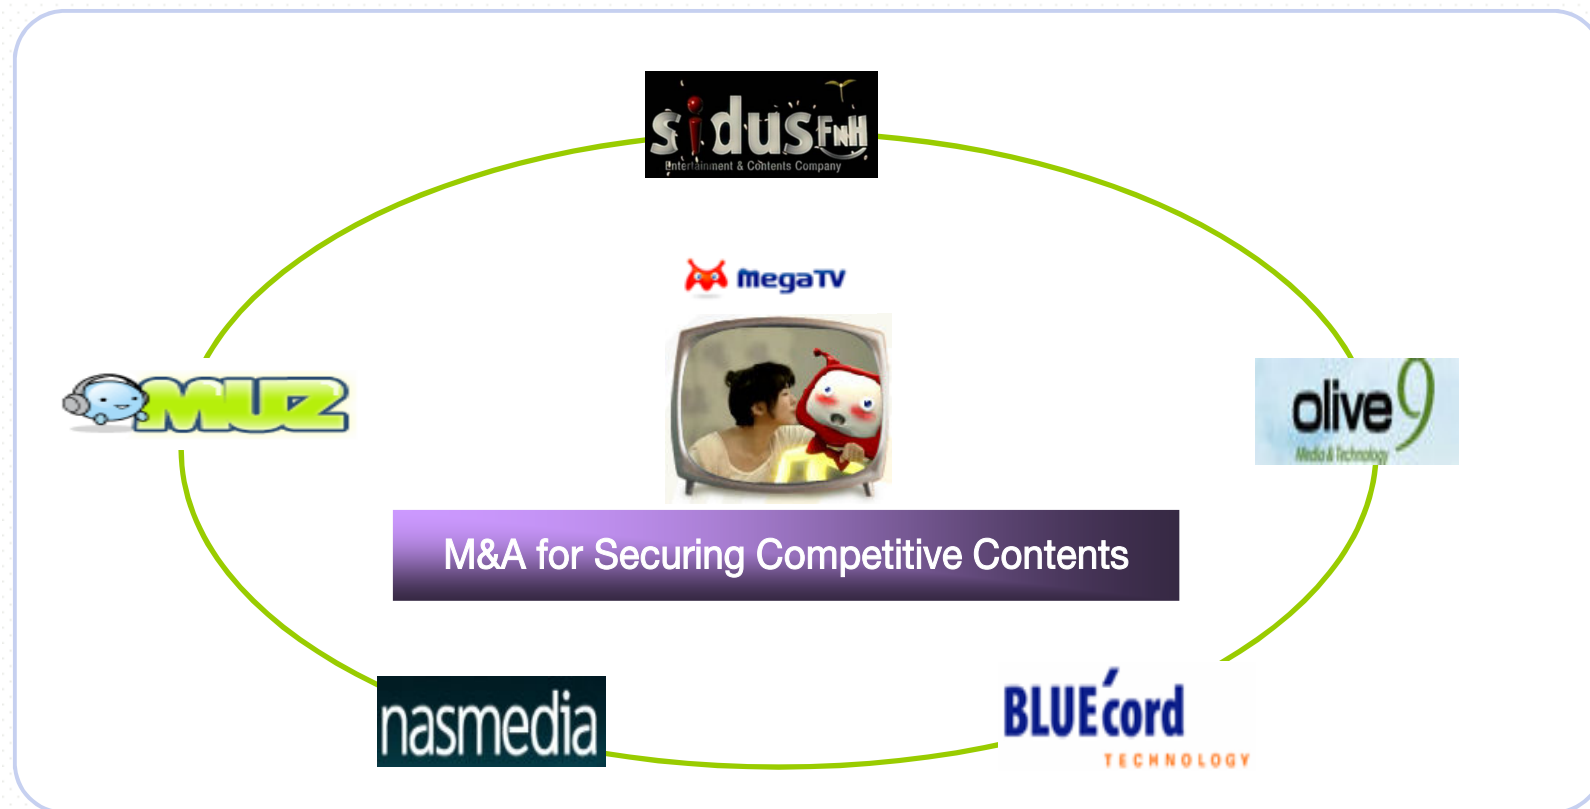 sidus FNH
Entertainment & Contents Company
MegaTV
MUZ
olive9
Media & Technology
M&A for Securing Competitive Contents
nasmedia
BLUEcord
TECHNOLOGY